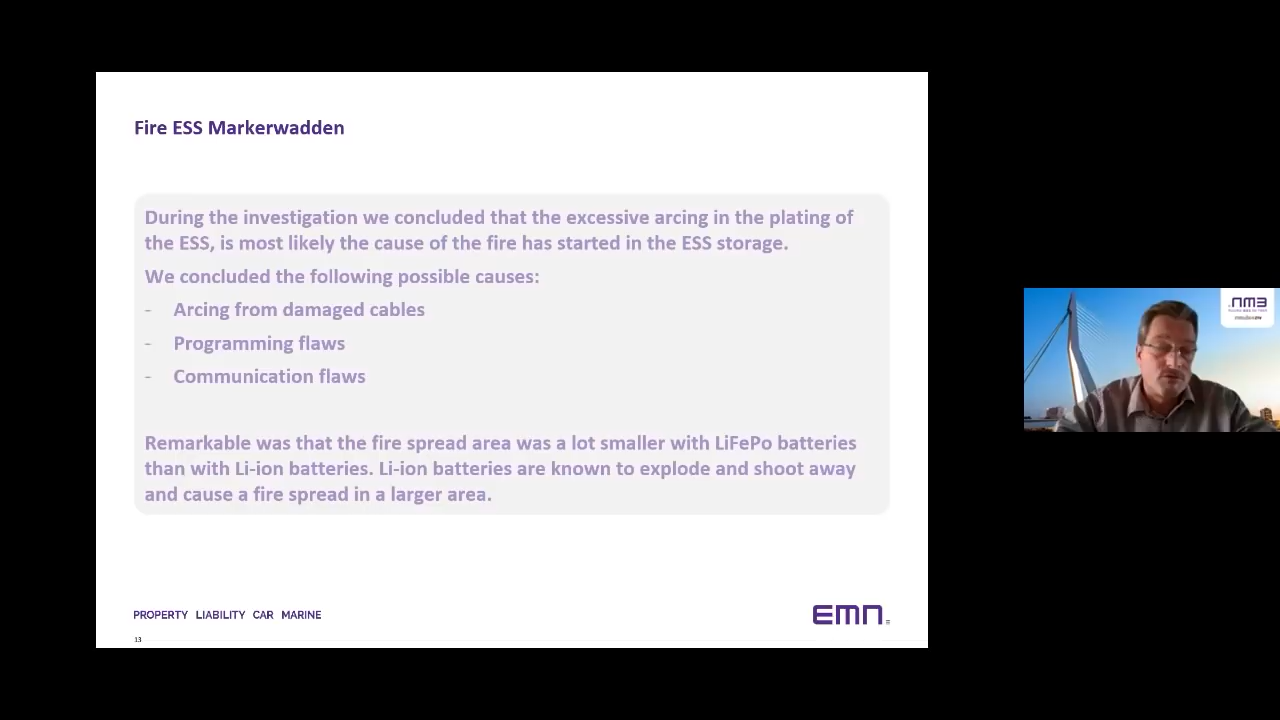 Fire ESS Markerwadden
During the investigation we concluded that the excessive arcing in the plating of
the ESS, is most likely the cause of the fire has started in the ESS storage.
We concluded the following possible causes:
- Arcing from damaged cables
- Programming flaws
- Communication flaws
Remarkable was that the fire spread area was a lot smaller with LiFePo batteries
than with Li-ion batteries. Li-ion batteries are known to explode and shoot away
and cause a fire spread in a larger area.
PROPERTY LIABILITY CAR MARINE
EMN
13